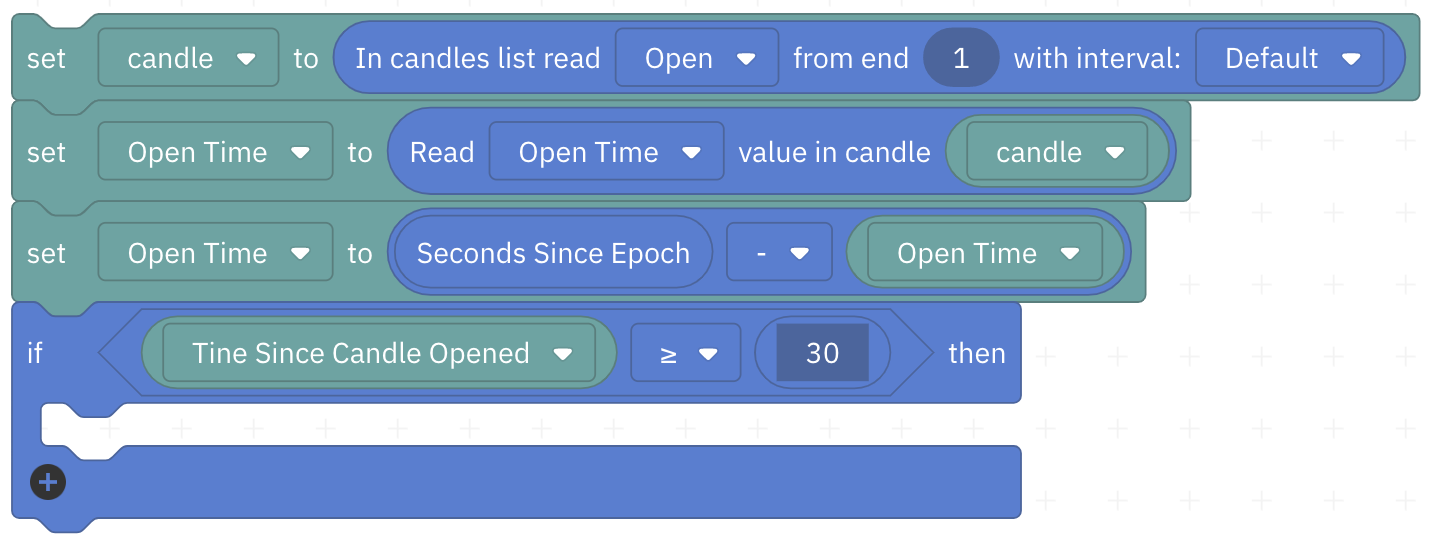 set candle to In candles list read Open from end 1 with interval: Default
set Open Time to Read Open Time value in candle candle
set Open Time to Seconds Since Epoch - Open Time
if Tine Since Candle Opened ≥ 30 then